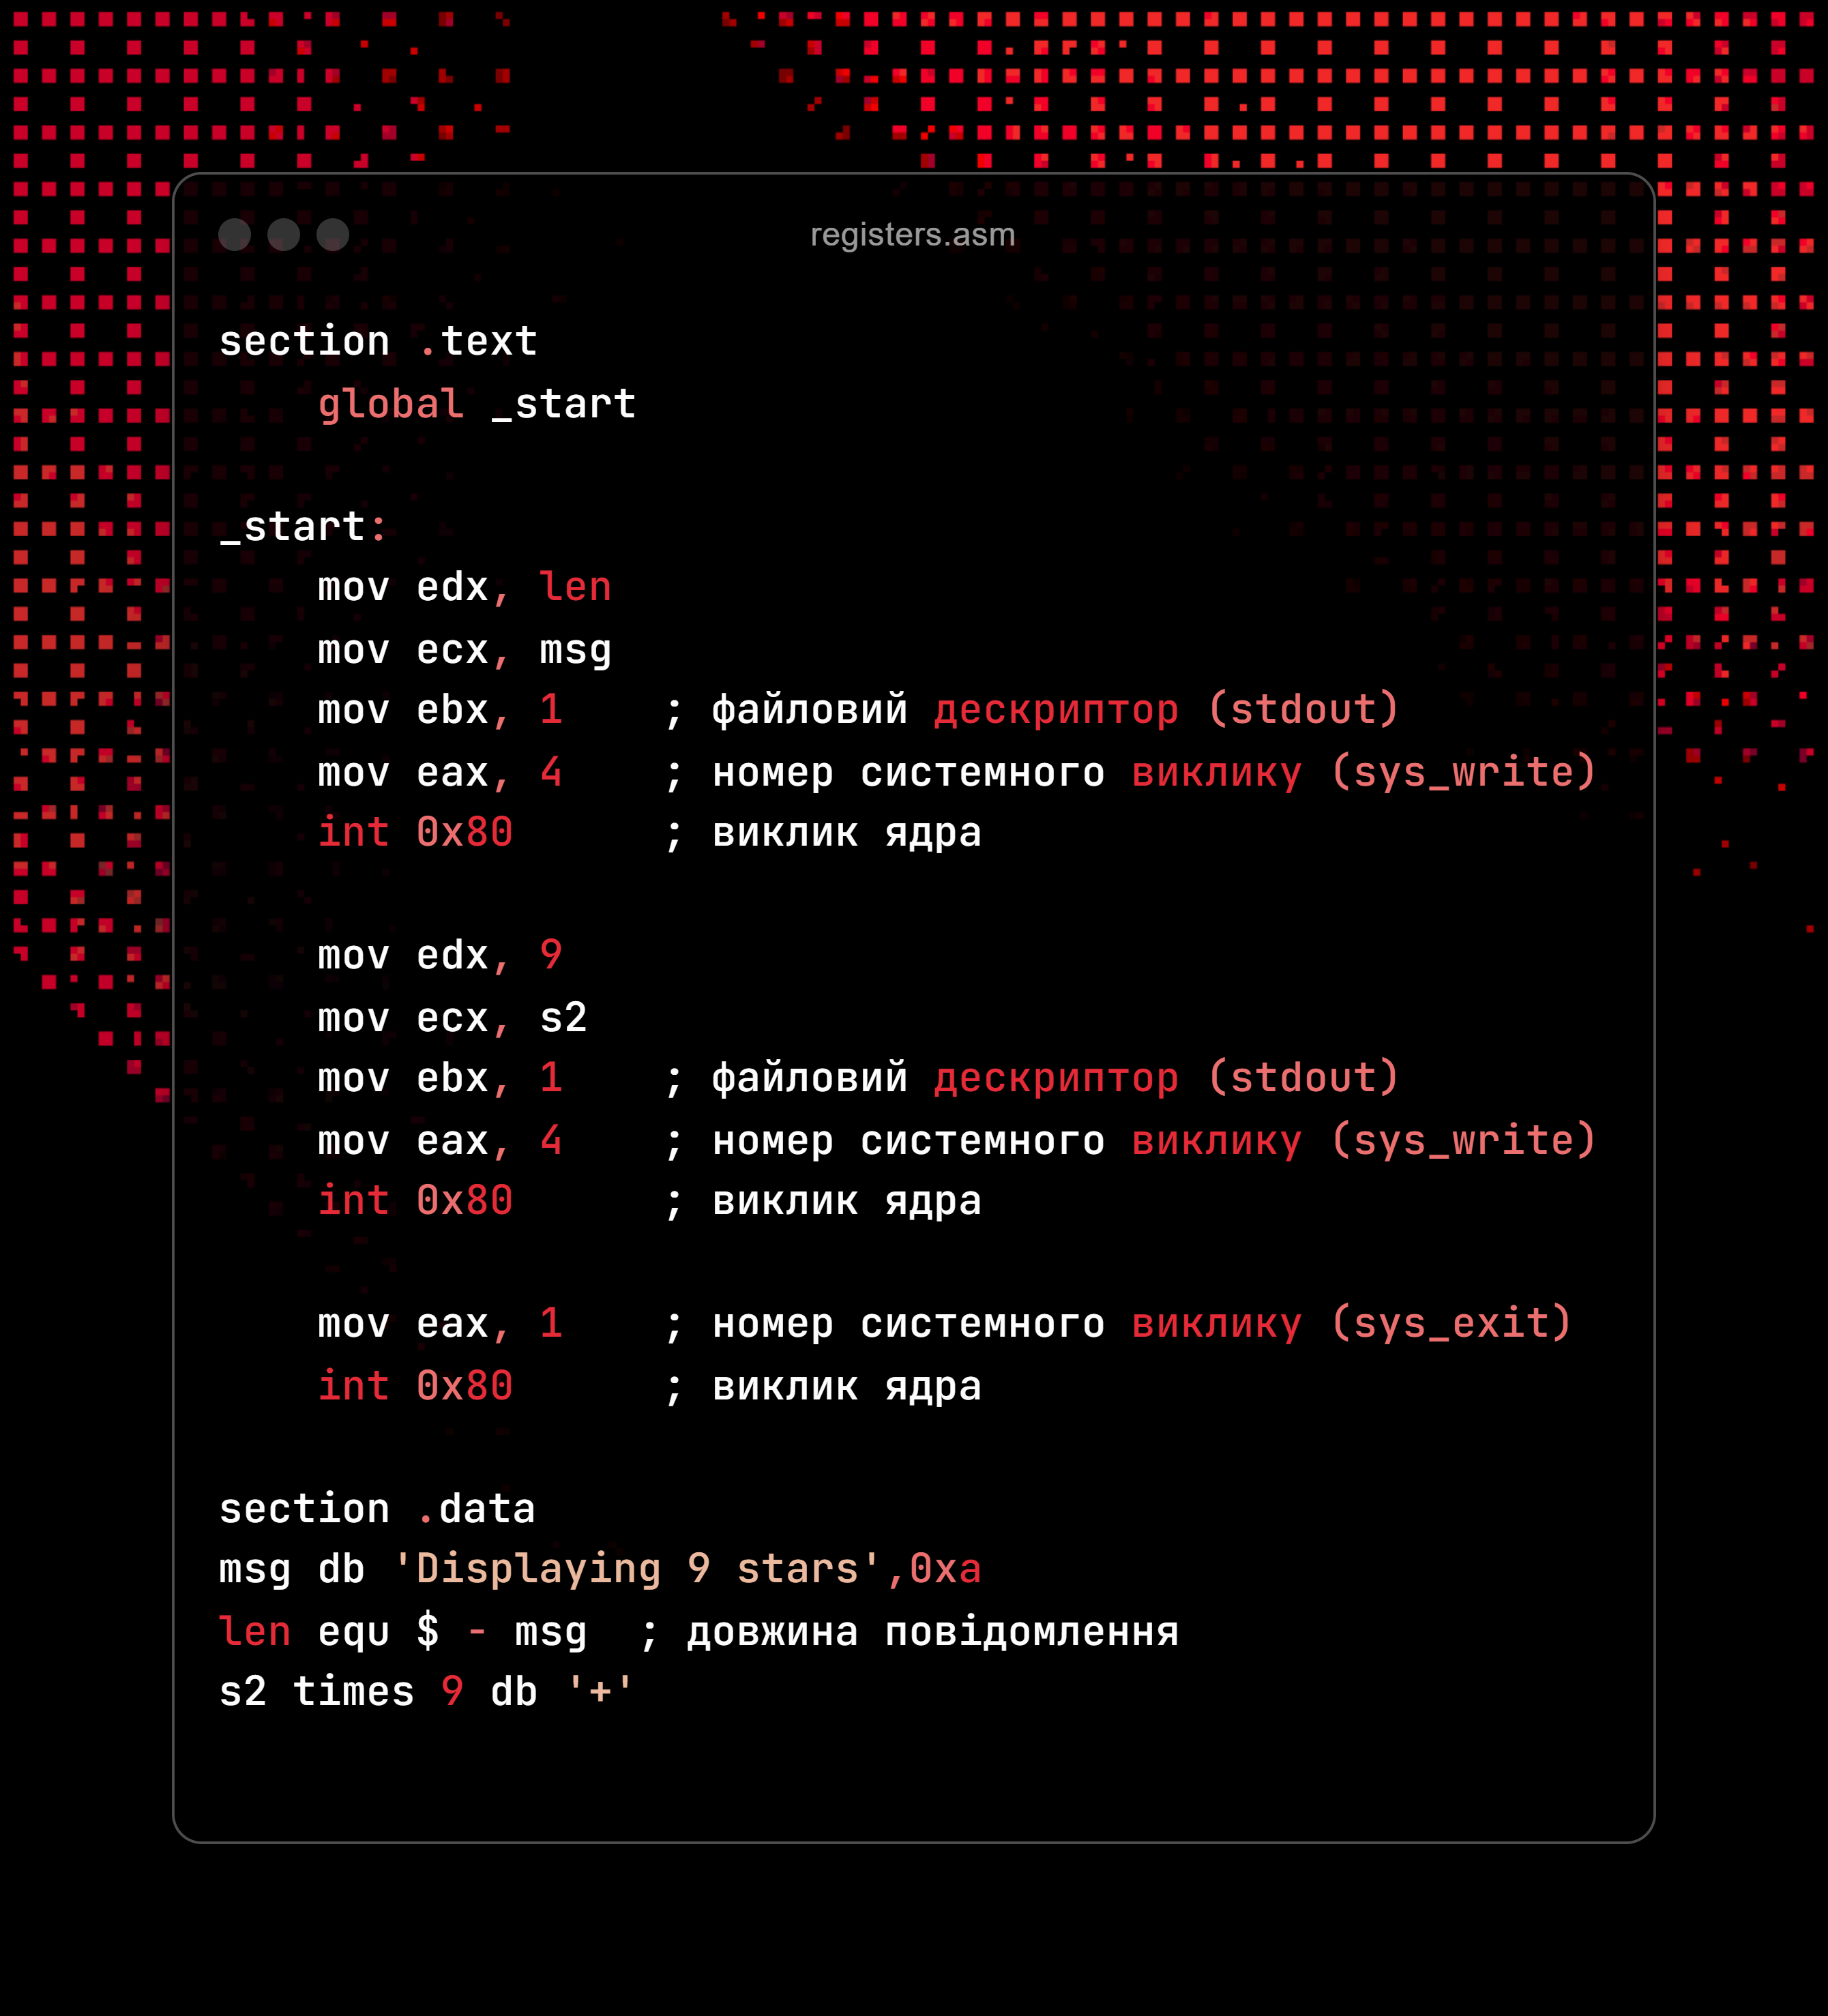 registers.asm
section .text
    global _start

_start:
    mov edx, len
    mov ecx, msg
    mov ebx, 1    ; файловий дескриптор (stdout)
    mov eax, 4    ; номер системного виклику (sys_write)
    int 0x80      ; виклик ядра

    mov edx, 9
    mov ecx, s2
    mov ebx, 1    ; файловий дескриптор (stdout)
    mov eax, 4    ; номер системного виклику (sys_write)
    int 0x80      ; виклик ядра

    mov eax, 1    ; номер системного виклику (sys_exit)
    int 0x80      ; виклик ядра

section .data
msg db 'Displaying 9 stars',0xa
len equ $ - msg  ; довжина повідомлення
s2 times 9 db '+'